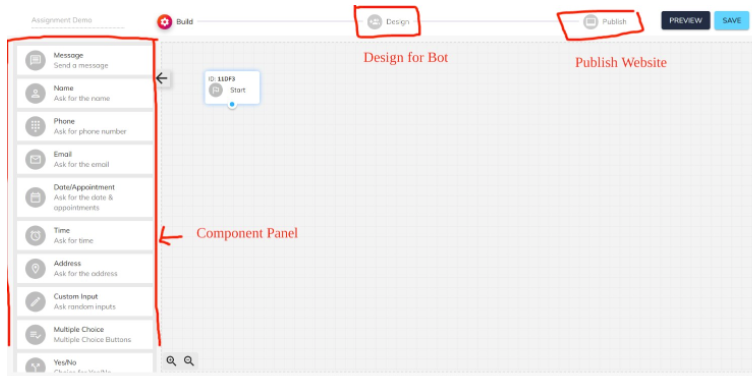 Assignment Demo
Build
Design
Publish
PREVIEW
SAVE
Design for Bot
Publish Website
Message
Send a message
Name
Ask for the name
Phone
Ask for phone number
Email
Ask for the email
Date/Appointment
Ask for the date &
appointments
Time
Ask for time
Address
Ask for the address
Custom Input
Ask random inputs
Multiple Choice
Multiple Choice Buttons
Yes/No
ID: 11DF3
Start
Component Panel